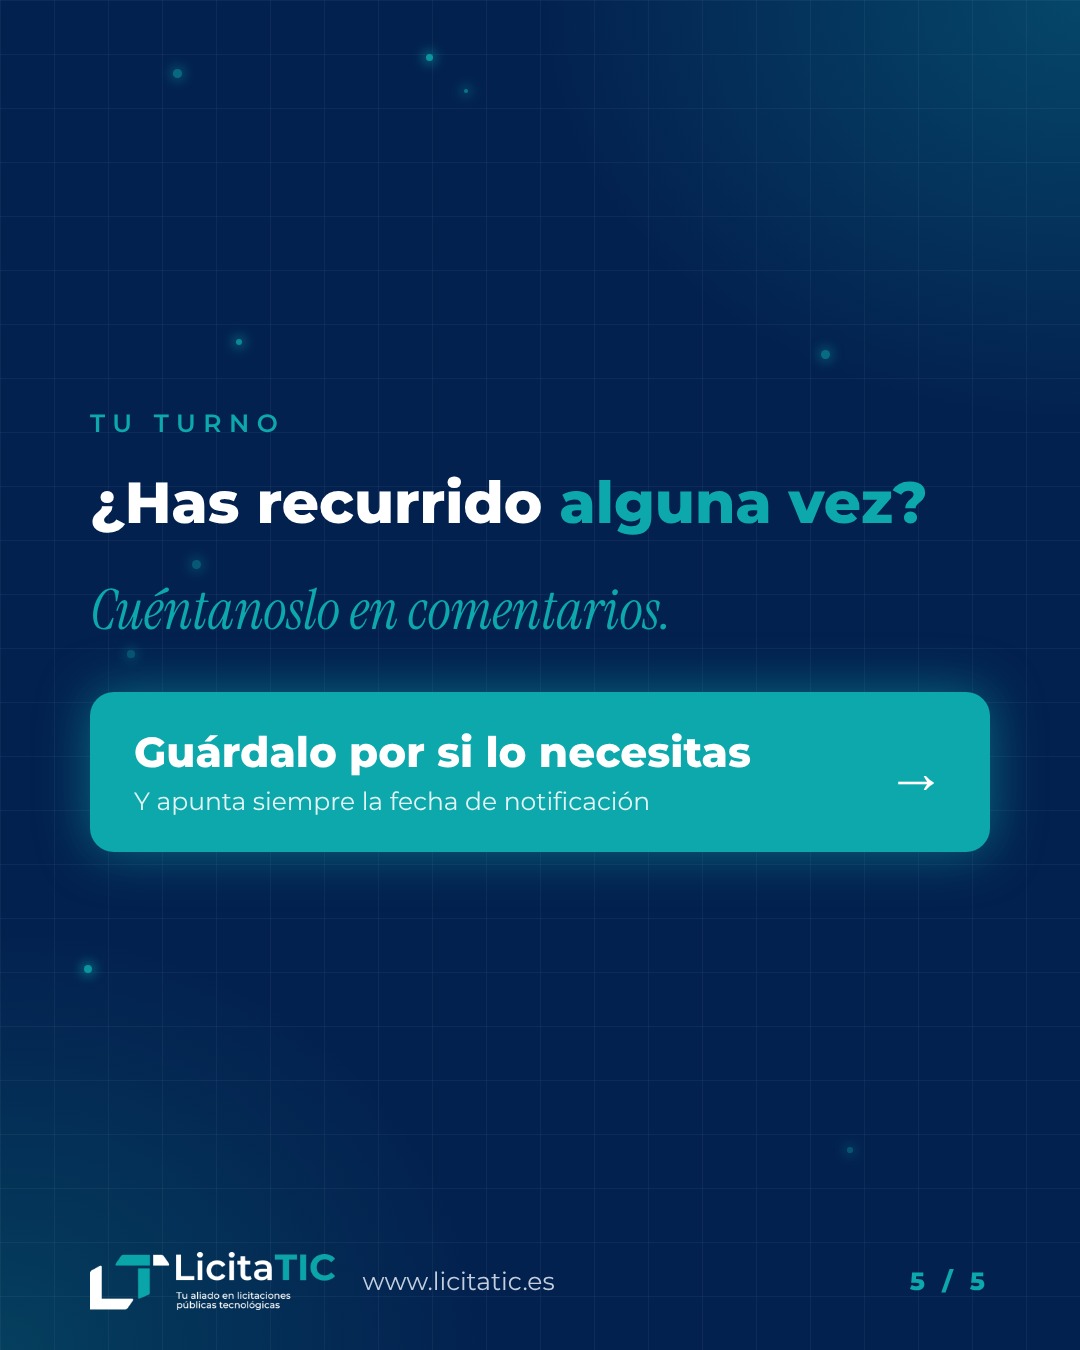 TU TURNO
¿Has recurrido alguna vez?
Cuéntanoslo en comentarios.
Guárdalo por si lo necesitas
Y apunta siempre la fecha de notificación
→
LicitaTIC
Tu aliado en licitaciones
públicas tecnológicas
www.licitatic.es
5 / 5